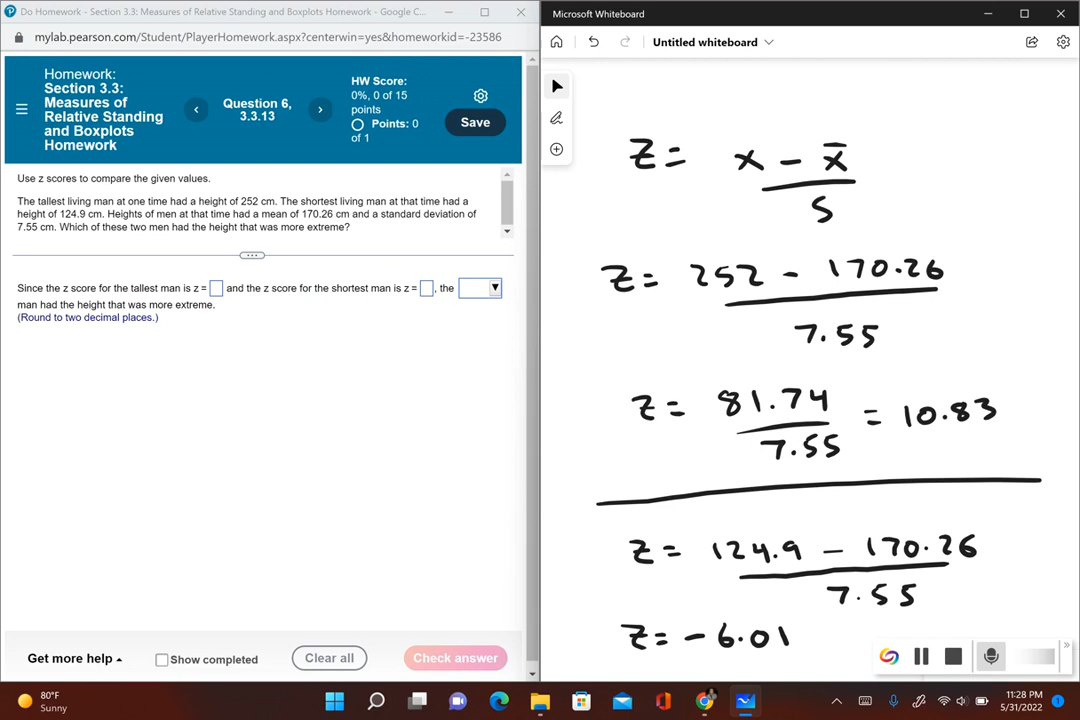 Do Homework - Section 3.3: Measures of Relative Standing and Boxplots Homework - Google C...
mylab.pearson.com/Student/PlayerHomework.aspx?centerwin=yes&homeworkid=-23586
Homework:
Section 3.3:
Measures of
Relative Standing
and Boxplots
Homework
Question 6,
3.3.13
HW Score:
0%, 0 of 15
points
Points: 0
of 1
Save
Use z scores to compare the given values.
The tallest living man at one time had a height of 252 cm. The shortest living man at that time had a
height of 124.9 cm. Heights of men at that time had a mean of 170.26 cm and a standard deviation of
7.55 cm. Which of these two men had the height that was more extreme?
Since the z score for the tallest man is z = and the z score for the shortest man is z = , the
man had the height that was more extreme.
(Round to two decimal places.)
Get more help
Show completed
Clear all
Check answer
Microsoft Whiteboard
Untitled whiteboard
z = x - x̄
s
z = 252 - 170.26
7.55
z = 81.74 = 10.83
7.55
z = 124.9 - 170.26
7.55
z = -6.01
80°F
Sunny
11:28 PM
5/31/2022
1